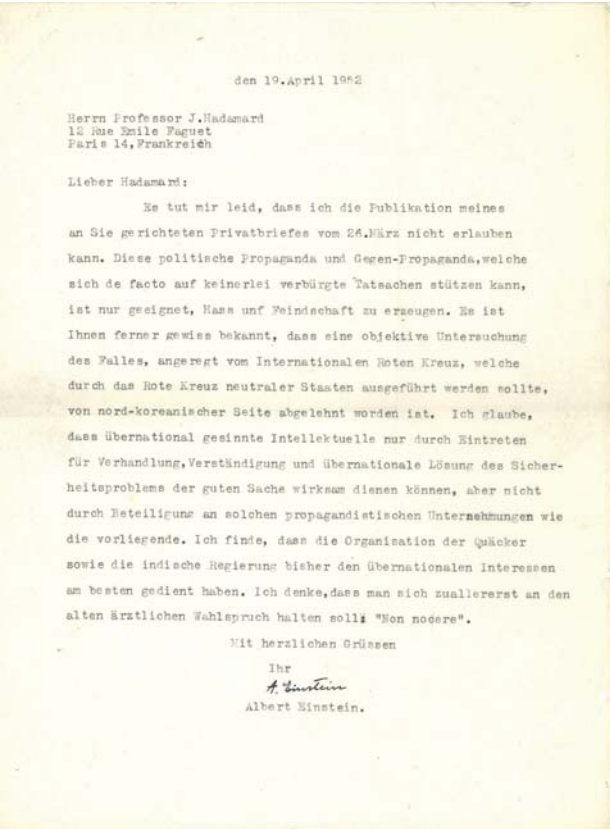 den 19.April 1952
Herrn Professor J.Hadamard
12 Rue Emile Faguet
Paris 14,Frankreich
Lieber Hadamard:
Es tut mir leid, dass ich die Publikation meines
an Sie gerichteten Privatbriefes vom 26.März nicht erlauben
kann. Diese politische Propaganda und Gegen-Propaganda,welche
sich de facto auf keinerlei verbürgte Tatsachen stützen kann,
ist nur geeignet, Hass unf Feindschaft zu erzeugen. Es ist
Ihnen ferner gewiss bekannt, dass eine objektive Untersuchung
des Falles, angeregt vom Internationalen Roten Kreuz, welche
durch das Rote Kreuz neutraler Staaten ausgeführt werden sollte,
von nord-koreanischer Seite abgelehnt worden ist. Ich glaube,
dass übernational gesinnte Intellektuelle nur durch Eintreten
für Verhandlung,Verständigung und übernationale Lösung des Sicher-
heitsproblems der guten Sache wirksam dienen können, aber nicht
durch Beteiligung an solchen propagandistischen Unternehmungen wie
die vorliegende. Ich finde, dass die Organisation der Quäcker
sowie die indische Regierung bisher den übernationalen Interessen
am besten gedient haben. Ich denke,dass man sich zuallererst an den
alten ärztlichen Wahlspruch halten soll: "Non nocere".
Mit herzlichen Grüssen
Ihr
A. Einstein
Albert Einstein.